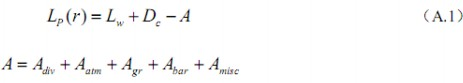 L_P(r) = L_w + D_c − A （A.1）
A = A_div + A_atm + A_gr + A_bar + A_misc